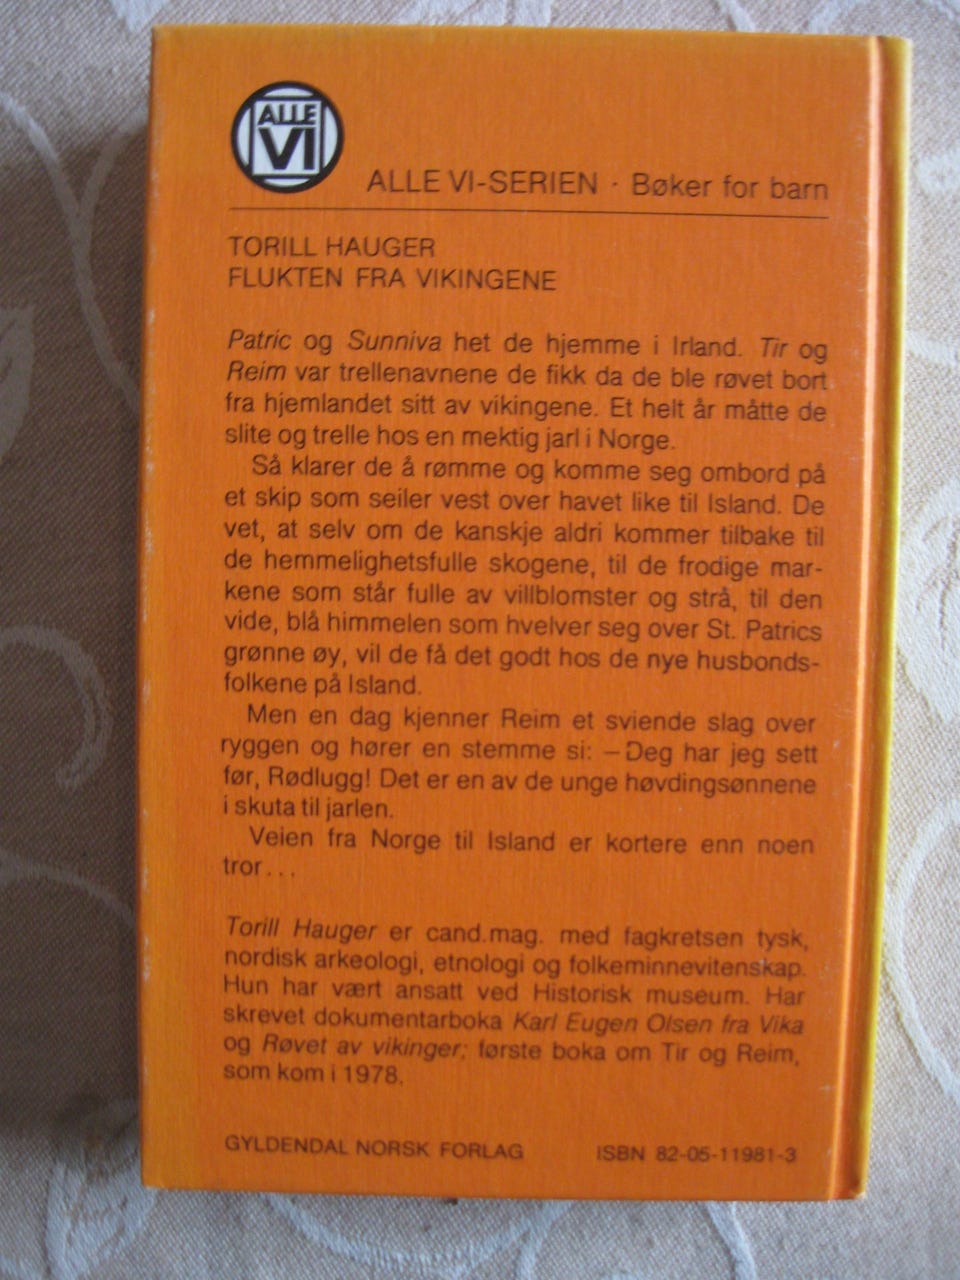 ALLE
VI
ALLE VI-SERIEN · Bøker for barn
TORILL HAUGER
FLUKTEN FRA VIKINGENE
Patric og Sunniva het de hjemme i Irland. Tir og
Reim var trellenavnene de fikk da de ble røvet bort
fra hjemlandet sitt av vikingene. Et helt år måtte de
slite og trelle hos en mektig jarl i Norge.
Så klarer de å rømme og komme seg ombord på
et skip som seiler vest over havet like til Island. De
vet, at selv om de kanskje aldri kommer tilbake til
de hemmelighetsfulle skogene, til de frodige mar-
kene som står fulle av villblomster og strå, til den
vide, blå himmelen som hvelver seg over St. Patrics
grønne øy, vil de få det godt hos de nye husbonds-
folkene på Island.
Men en dag kjenner Reim et sviende slag over
ryggen og hører en stemme si: – Deg har jeg sett
før, Rødlugg! Det er en av de unge høvdingsønnene
i skuta til jarlen.
Veien fra Norge til Island er kortere enn noen
tror...
Torill Hauger er cand.mag. med fagkretsen tysk,
nordisk arkeologi, etnologi og folkeminnevitenskap.
Hun har vært ansatt ved Historisk museum. Har
skrevet dokumentarboka Karl Eugen Olsen fra Vika
og Røvet av vikinger; første boka om Tir og Reim,
som kom i 1978.
GYLDENDAL NORSK FORLAG ISBN 82-05-11981-3